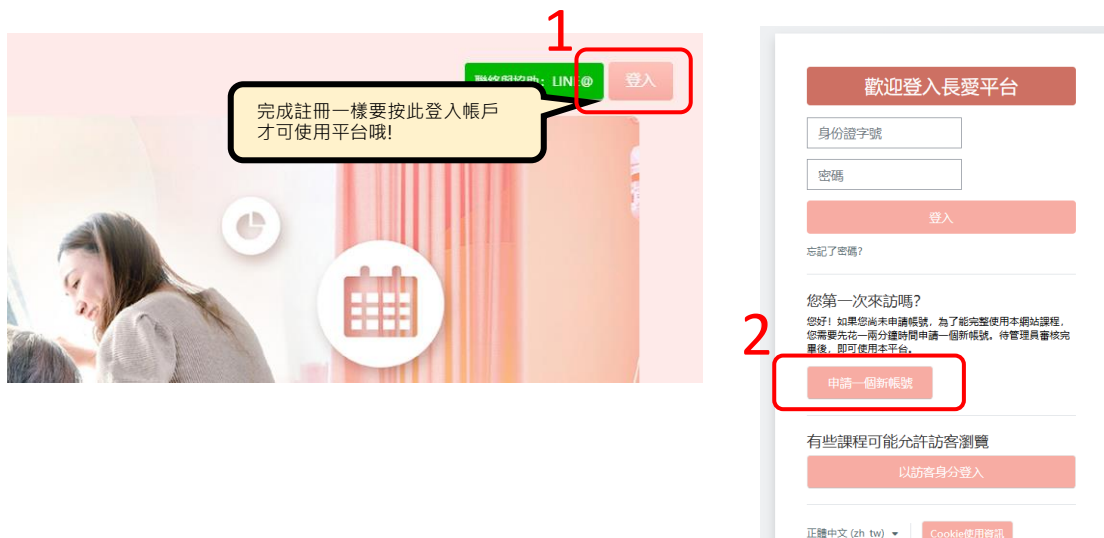 1
聯絡與協助：LINE@
登入
完成註冊一樣要按此登入帳戶
才可使用平台哦!
歡迎登入長愛平台
身份證字號
密碼
登入
忘記了密碼?
您第一次來訪嗎?
您好！如果您尚未申請帳號，為了能完整使用本網站課程，
您需要先花一兩分鐘時間申請一個新帳號。待管理員審核完
畢後，即可使用本平台。
2
申請一個新帳號
有些課程可能允許訪客瀏覽
以訪客身分登入
正體中文 (zh_tw)
Cookie使用資訊